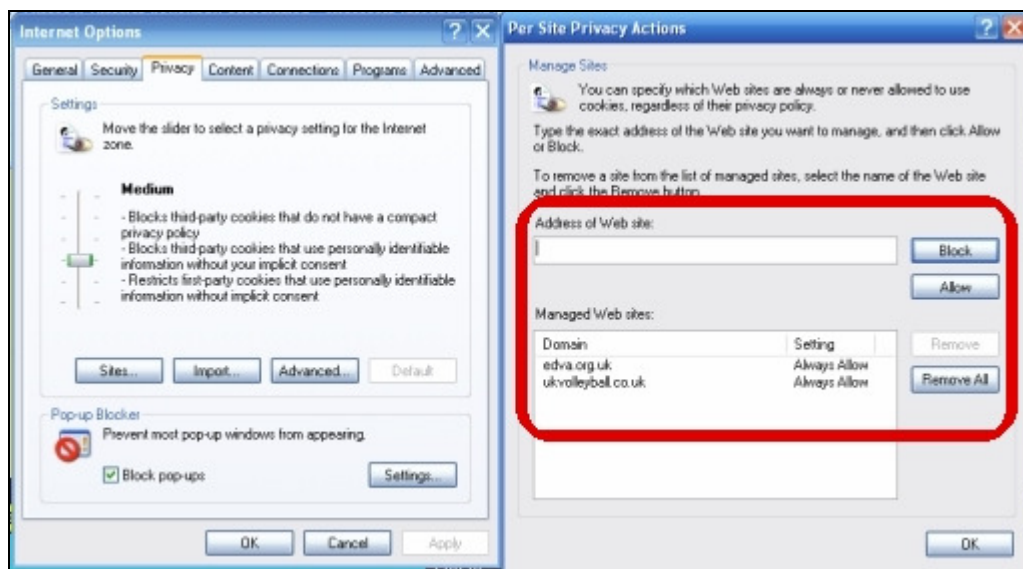 Internet Options
General Security Privacy Content Connections Programs Advanced
Settings
Move the slider to select a privacy setting for the Internet
zone.
Medium
- Blocks third-party cookies that do not have a compact
privacy policy
- Blocks third-party cookies that use personally identifiable
information without your implicit consent
- Restricts first-party cookies that use personally identifiable
information without implicit consent
Sites... Import... Advanced... Default
Pop-up Blocker
Prevent most pop-up windows from appearing.
Block pop-ups
Settings...
OK Cancel Apply
Per Site Privacy Actions
Manage Sites
You can specify which Web sites are always or never allowed to use
cookies, regardless of their privacy policy.
Type the exact address of the Web site you want to manage, and then click Allow
or Block.
To remove a site from the list of managed sites, select the name of the Web site
and click the Remove button.
Address of Web site:
Block
Allow
Managed Web sites:
Domain Setting
Remove
edva.org.uk Always Allow
ukvolleyball.co.uk Always Allow
Remove All
OK